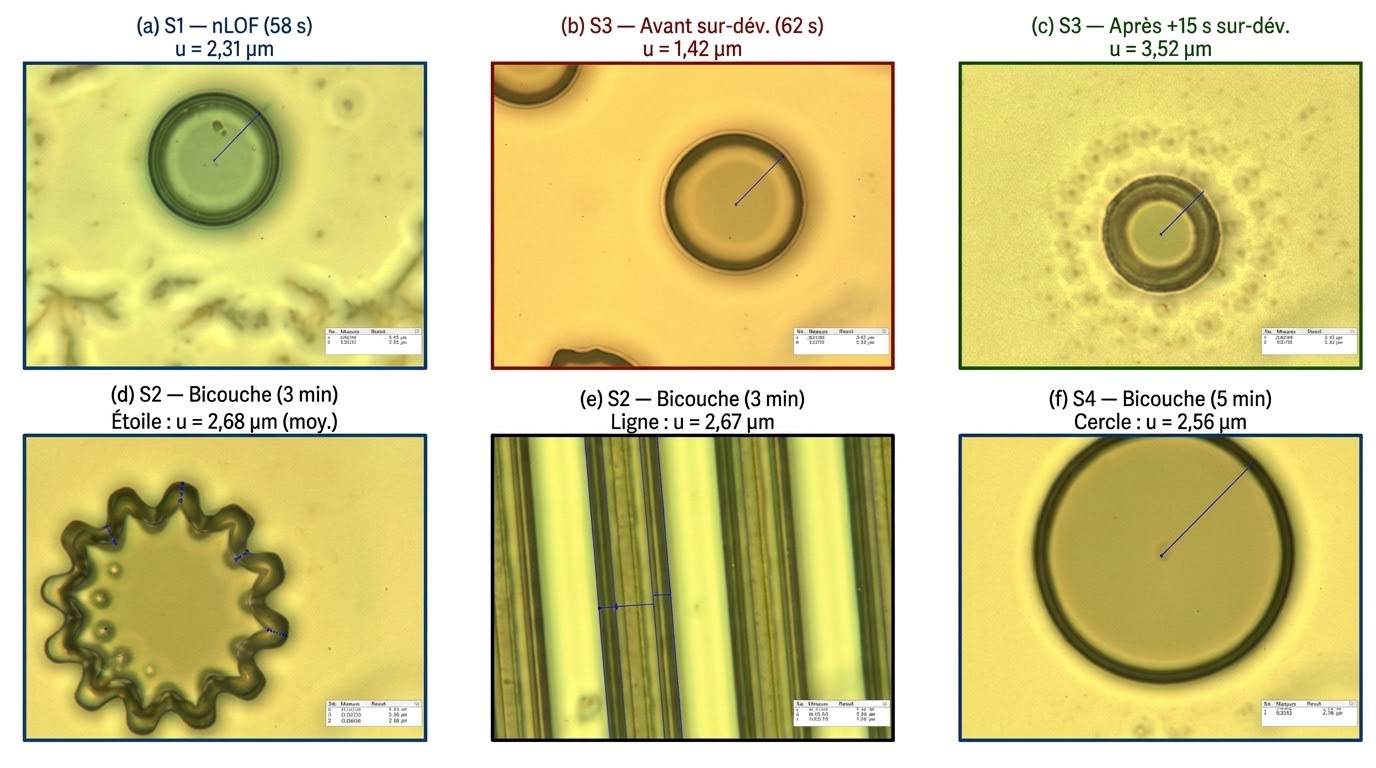 (a) S1 — nLOF (58 s)
u = 2,31 µm
(b) S3 — Avant sur-dév. (62 s)
u = 1,42 µm
(c) S3 — Après +15 s sur-dév.
u = 3,52 µm
(d) S2 — Bicouche (3 min)
Étoile : u = 2,68 µm (moy.)
(e) S2 — Bicouche (3 min)
Ligne : u = 2,67 µm
(f) S4 — Bicouche (5 min)
Cercle : u = 2,56 µm